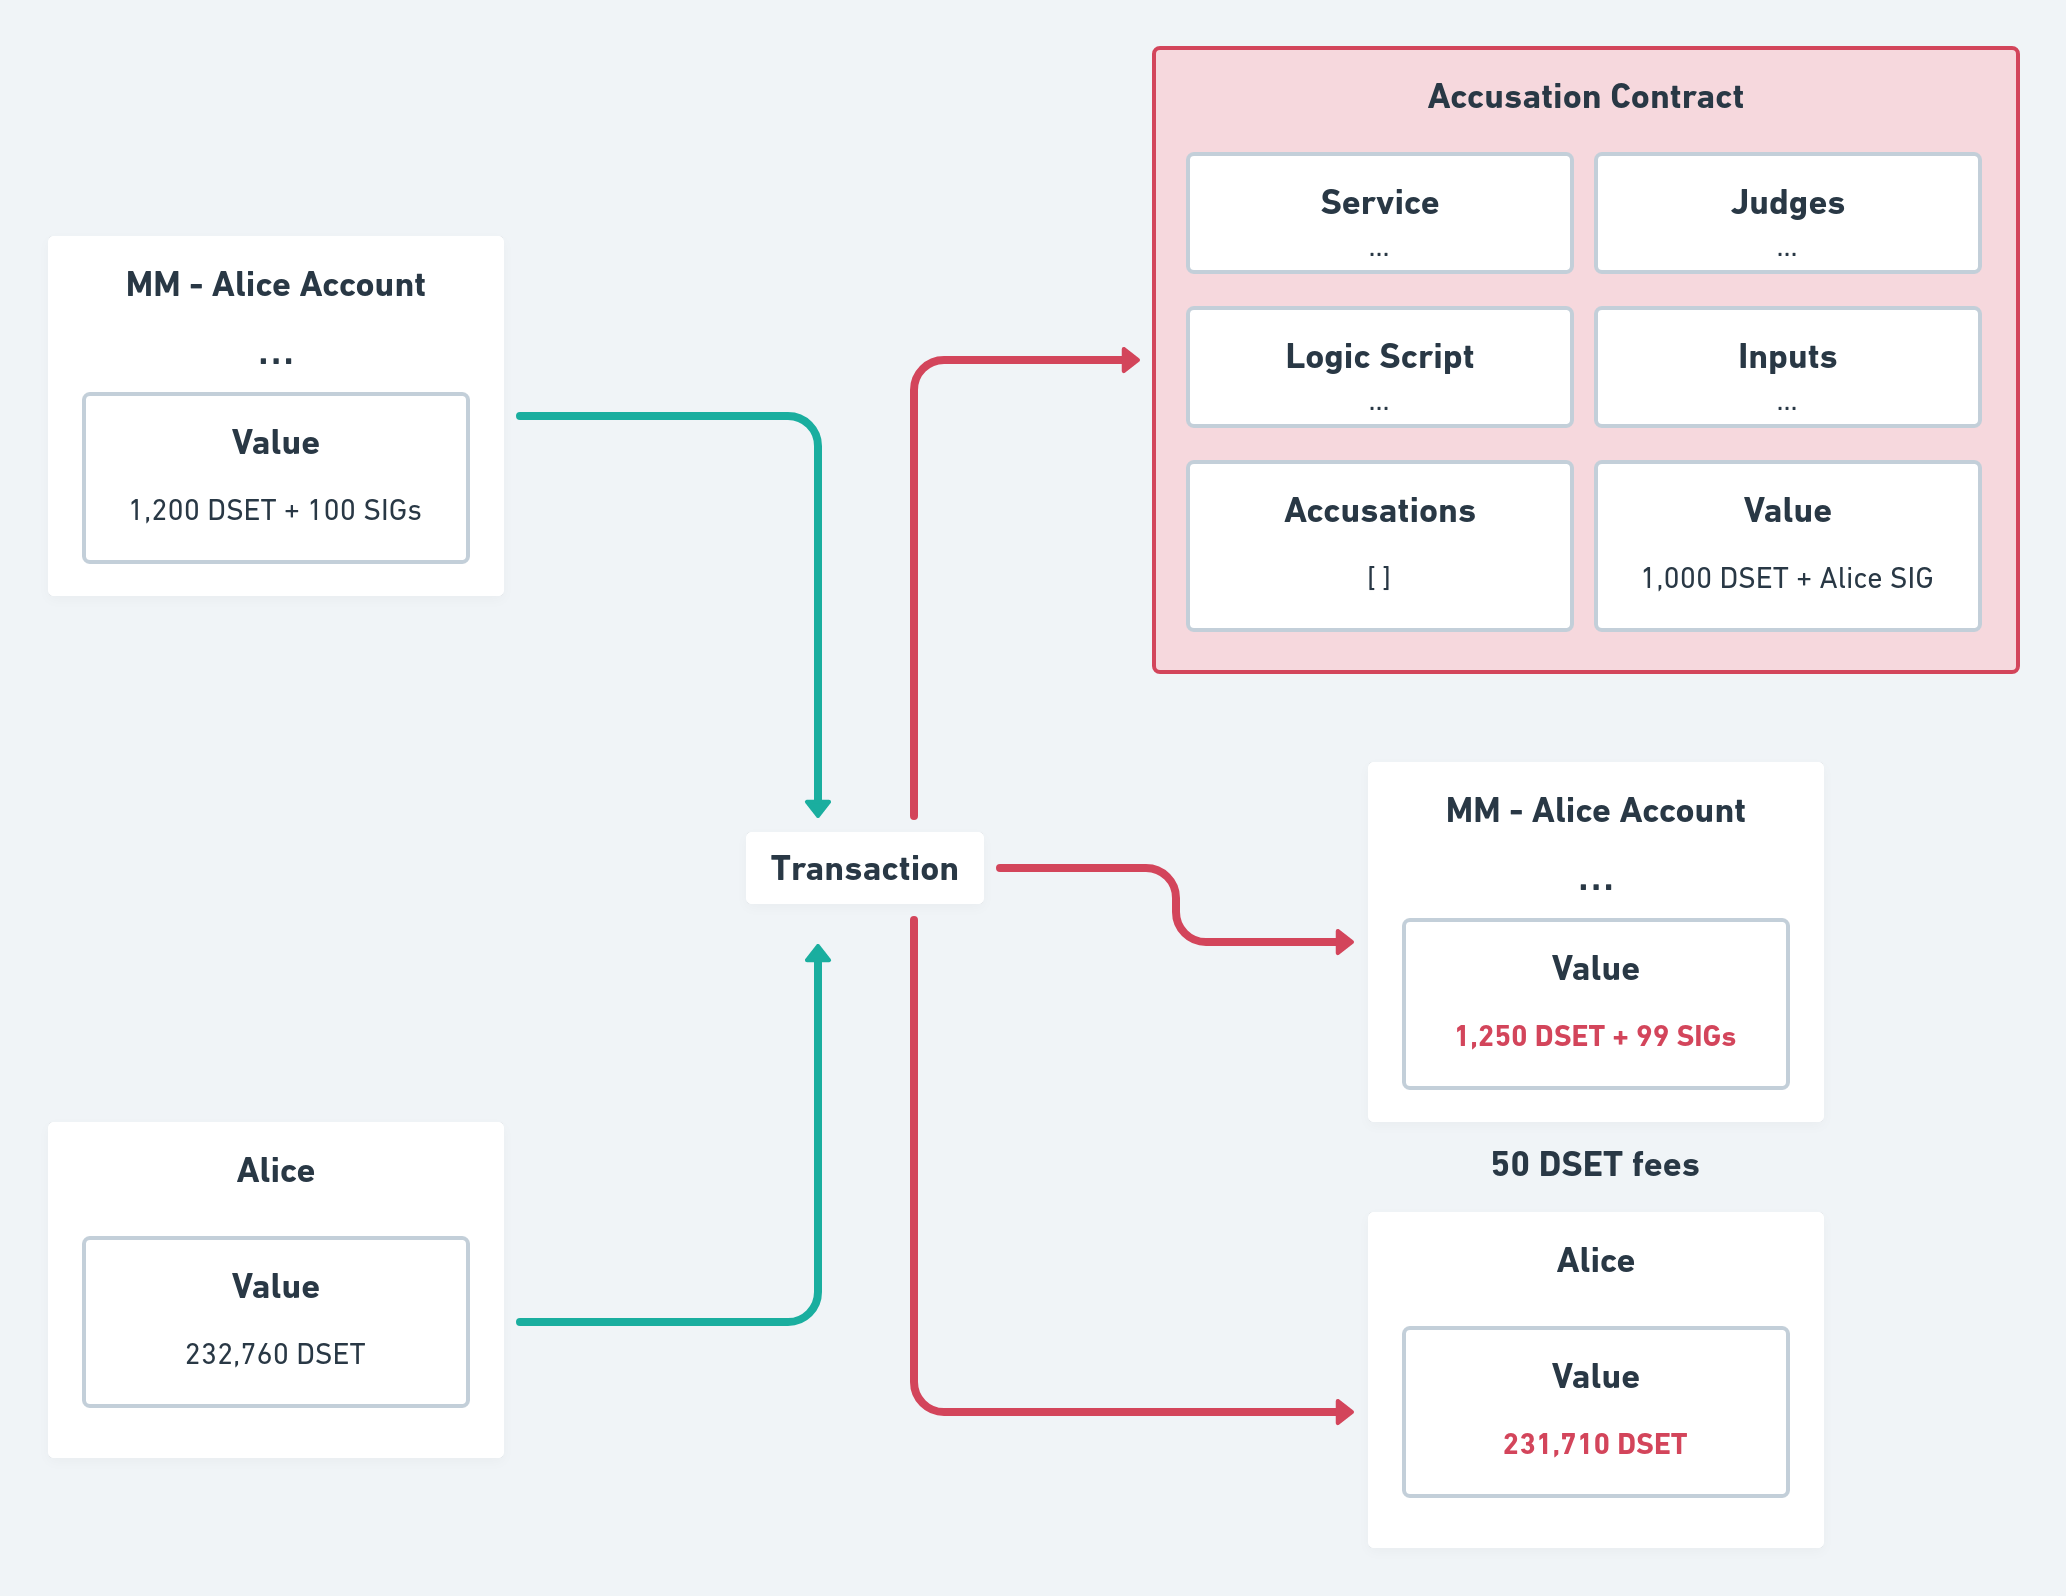 Accusation Contract
Service
...
Judges
...
Logic Script
...
Inputs
...
Accusations
[ ]
Value
1,000 DSET + Alice SIG
MM - Alice Account
...
Value
1,200 DSET + 100 SIGs
Transaction
MM - Alice Account
...
Value
1,250 DSET + 99 SIGs
50 DSET fees
Alice
Value
232,760 DSET
Alice
Value
231,710 DSET